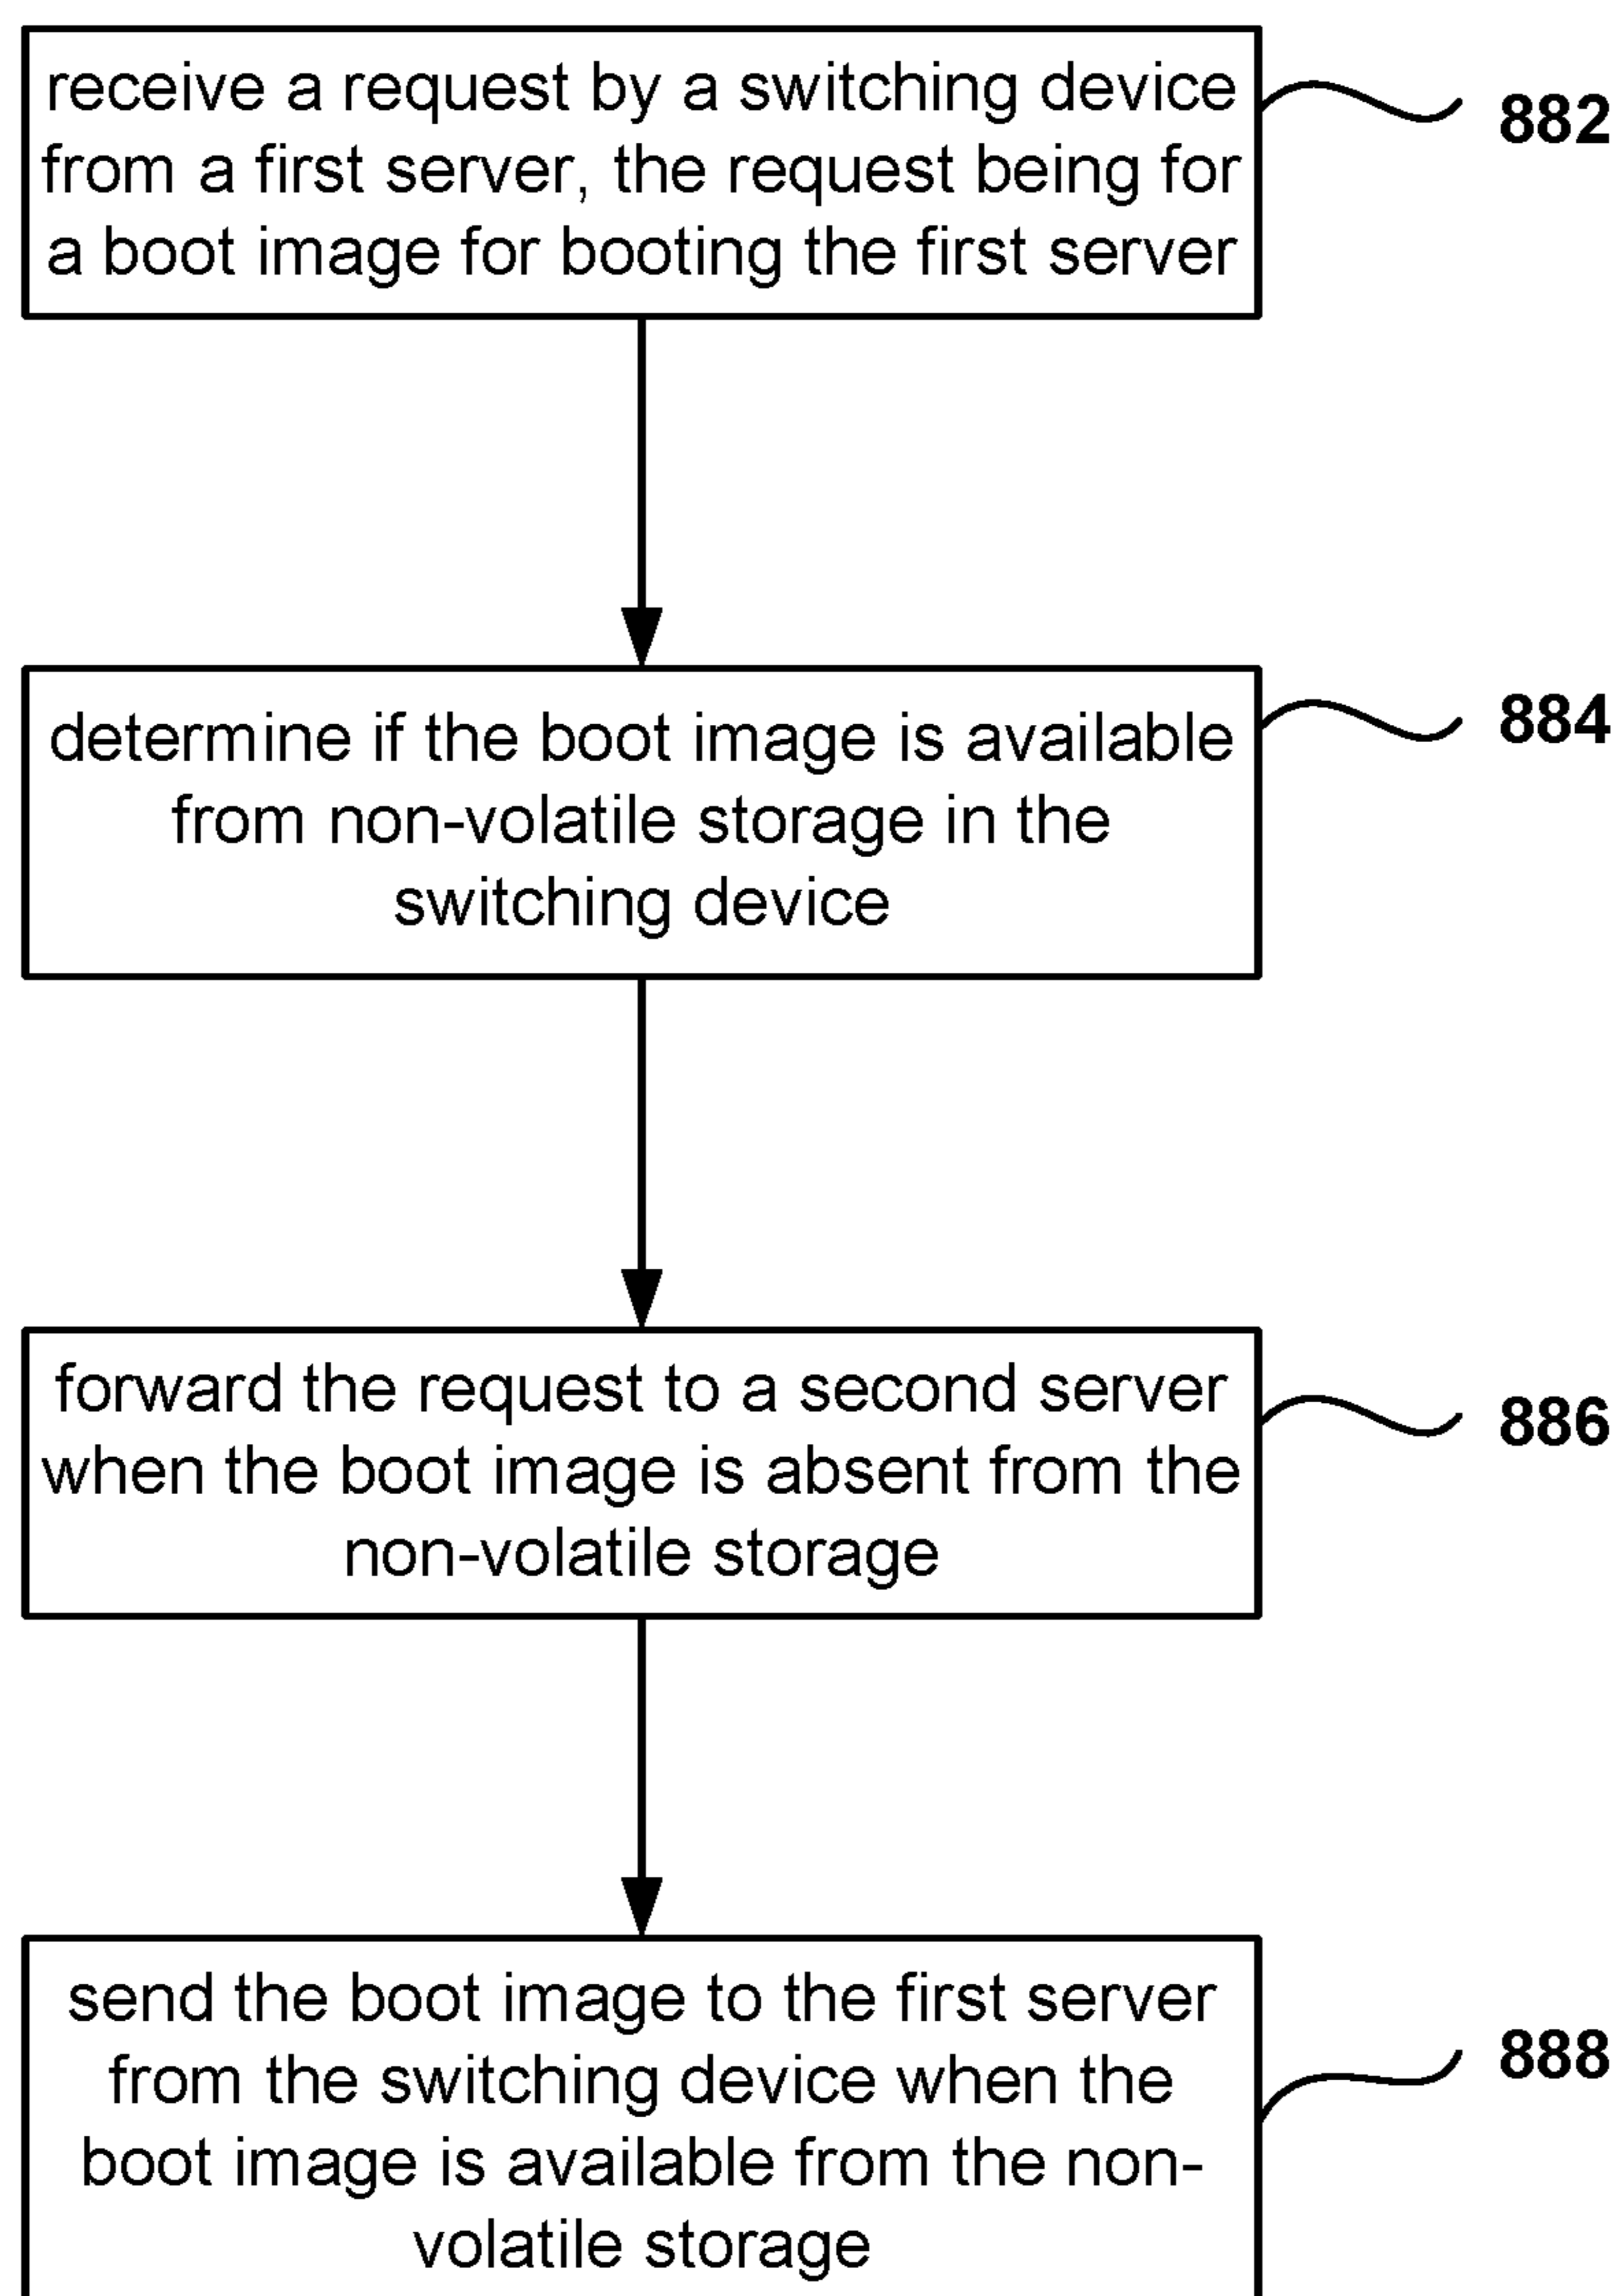 receive a request by a switching device
from a first server, the request being for
a boot image for booting the first server
882
determine if the boot image is available
from non-volatile storage in the
switching device
884
forward the request to a second server
when the boot image is absent from the
non-volatile storage
886
send the boot image to the first server
from the switching device when the
boot image is available from the non-
volatile storage
888